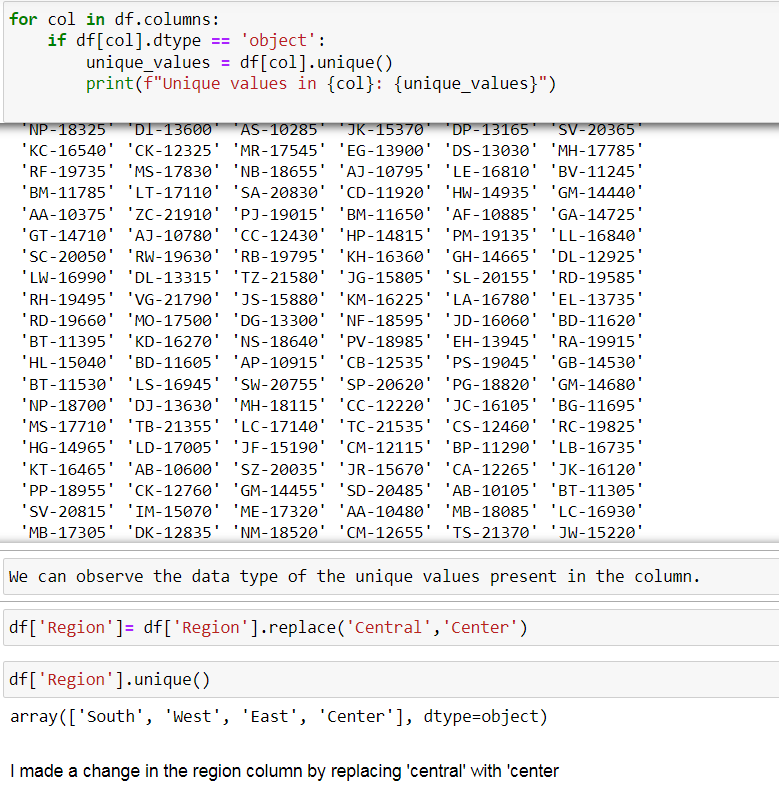 for col in df.columns:
    if df[col].dtype == 'object':
        unique_values = df[col].unique()
        print(f"Unique values in {col}: {unique_values}")
'NP-18325' 'DJ-13600' 'AS-10285' 'JK-15370' 'DP-13165' 'SV-20365'
'KC-16540' 'CK-12325' 'MR-17545' 'EG-13900' 'DS-13030' 'MH-17785'
'RF-19735' 'MS-17830' 'NB-18655' 'AJ-10795' 'LE-16810' 'BV-11245'
'BM-11785' 'LT-17110' 'SA-20830' 'CD-11920' 'HW-14935' 'GM-14440'
'AA-10375' 'ZC-21910' 'PJ-19015' 'BM-11650' 'AF-10885' 'GA-14725'
'GT-14710' 'AJ-10780' 'CC-12430' 'HP-14815' 'PM-19135' 'LL-16840'
'SC-20050' 'RW-19630' 'RB-19795' 'KH-16360' 'GH-14665' 'DL-12925'
'LW-16990' 'DL-13315' 'TZ-21580' 'JG-15805' 'SL-20155' 'RD-19585'
'RH-19495' 'VG-21790' 'JS-15880' 'KM-16225' 'LA-16780' 'EL-13735'
'RD-19660' 'MO-17500' 'DG-13300' 'NF-18595' 'JD-16060' 'BD-11620'
'BT-11395' 'KD-16270' 'NS-18640' 'PV-18985' 'EH-13945' 'RA-19915'
'HL-15040' 'BD-11605' 'AP-10915' 'CB-12535' 'PS-19045' 'GB-14530'
'BT-11530' 'LS-16945' 'SW-20755' 'SP-20620' 'PG-18820' 'GM-14680'
'NP-18700' 'DJ-13630' 'MH-18115' 'CC-12220' 'JC-16105' 'BG-11695'
'MS-17710' 'TB-21355' 'LC-17140' 'TC-21535' 'CS-12460' 'RC-19825'
'HG-14965' 'LD-17005' 'JF-15190' 'CM-12115' 'BP-11290' 'LB-16735'
'KT-16465' 'AB-10600' 'SZ-20035' 'JR-15670' 'CA-12265' 'JK-16120'
'PP-18955' 'CK-12760' 'GM-14455' 'SD-20485' 'AB-10105' 'BT-11305'
'SV-20815' 'IM-15070' 'ME-17320' 'AA-10480' 'MB-18085' 'LC-16930'
'MB-17305' 'DK-12835' 'NM-18520' 'CM-12655' 'TS-21370' 'JW-15220'
We can observe the data type of the unique values present in the column.
df['Region']= df['Region'].replace('Central','Center')
df['Region'].unique()
array(['South', 'West', 'East', 'Center'], dtype=object)
I made a change in the region column by replacing 'central' with 'center